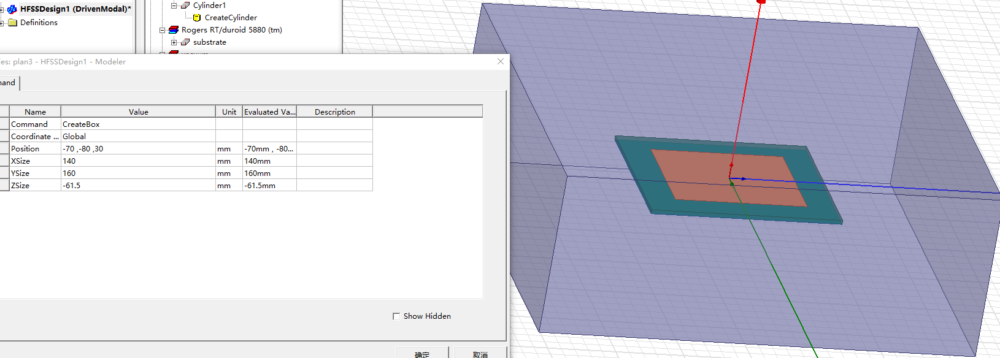 HFSSDesign1 (DrivenModal)*
Definitions
Cylinder1
CreateCylinder
Rogers RT/duroid 5880 (tm)
substrate
es: plan3 - HFSSDesign1 - Modeler
and
Name Value Unit Evaluated Va... Description
Command CreateBox
Coordinate ... Global
Position -70 ,-80 ,30 mm -70mm , -80...
XSize 140 mm 140mm
YSize 160 mm 160mm
ZSize -61.5 mm -61.5mm
Show Hidden
确定 取消